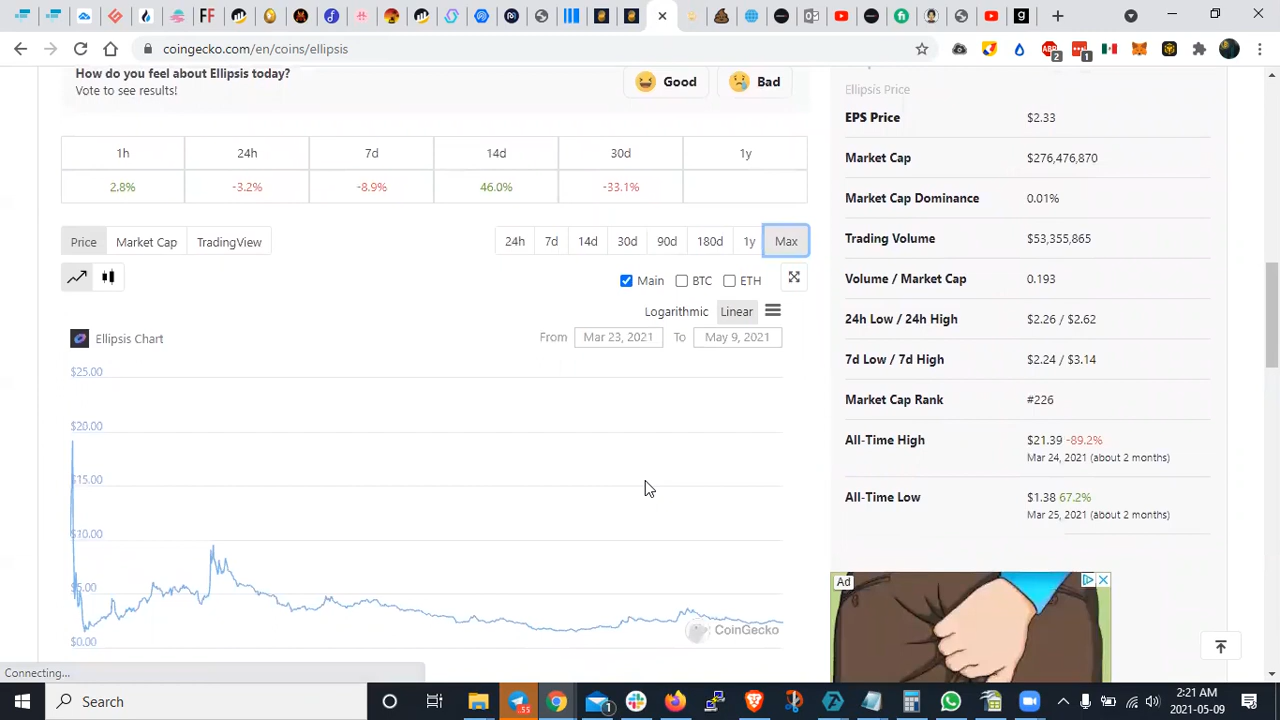 coingecko.com/en/coins/ellipsis
2
1
How do you feel about Ellipsis today?
Vote to see results!
Good
Bad
1h 24h 7d 14d 30d 1y
2.8% -3.2% -8.9% 46.0% -33.1%
Price Market Cap TradingView
24h 7d 14d 30d 90d 180d 1y Max
Main BTC ETH
Logarithmic Linear
Ellipsis Chart
From Mar 23, 2021 To May 9, 2021
$25.00
$20.00
$15.00
$10.00
$5.00
$0.00
CoinGecko
Ellipsis Price
EPS Price $2.33
Market Cap $276,476,870
Market Cap Dominance 0.01%
Trading Volume $53,355,865
Volume / Market Cap 0.193
24h Low / 24h High $2.26 / $2.62
7d Low / 7d High $2.24 / $3.14
Market Cap Rank #226
All-Time High $21.39 -89.2%
Mar 24, 2021 (about 2 months)
All-Time Low $1.38 67.2%
Mar 25, 2021 (about 2 months)
Ad
Connecting...
Search
55
1
2:21 AM
2021-05-09